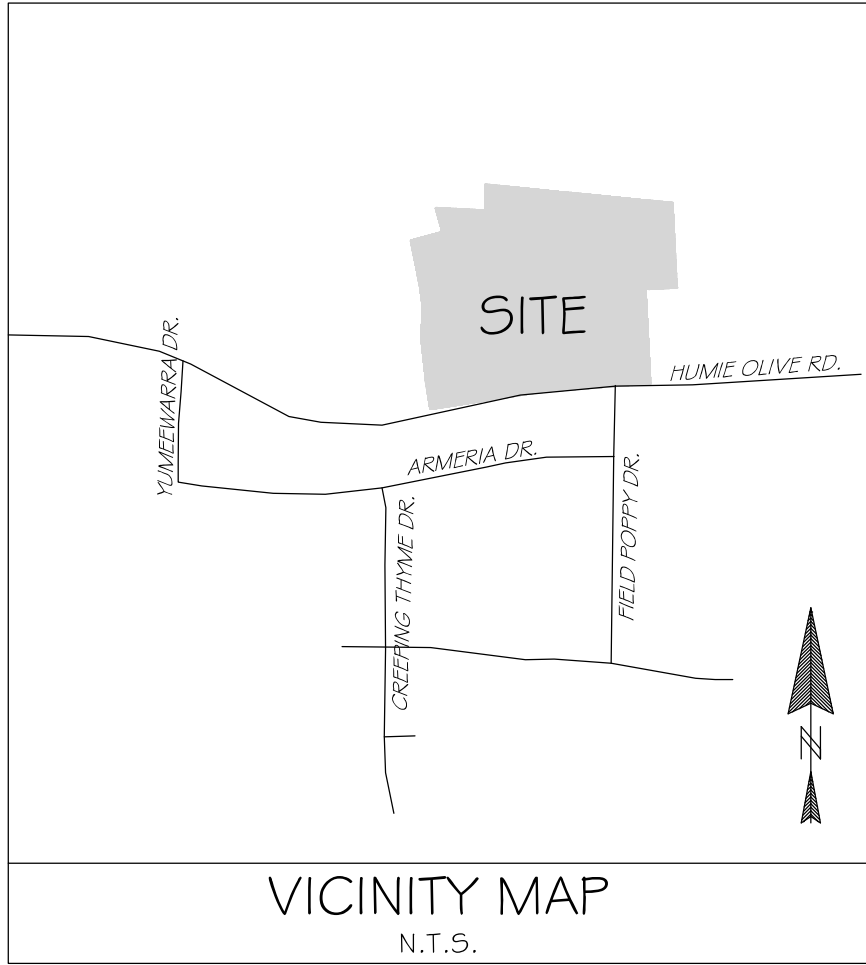 SITE
HUMIE OLIVE RD.
YUMEEWARRA DR.
ARMERIA DR.
FIELD POPPY DR.
CREEPING THYME DR.
N
VICINITY MAP
N.T.S.